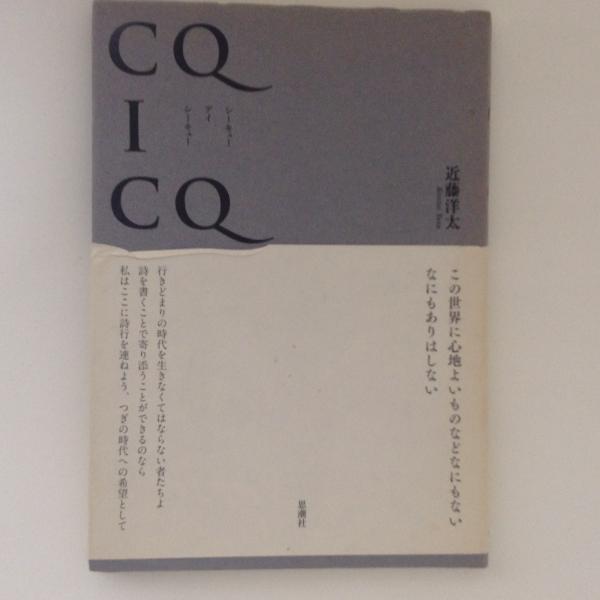 CQ
I
CQ
シーキュー
アイ
シーキュー
近藤洋太
この世界に心地よいものなどなにもない
なにもありはしない
行きどまりの時代を生きなくてはならない者たちよ
詩を書くことで寄り添うことができるのなら
私はここに詩行を連ねよう、つぎの時代への希望として
思潮社